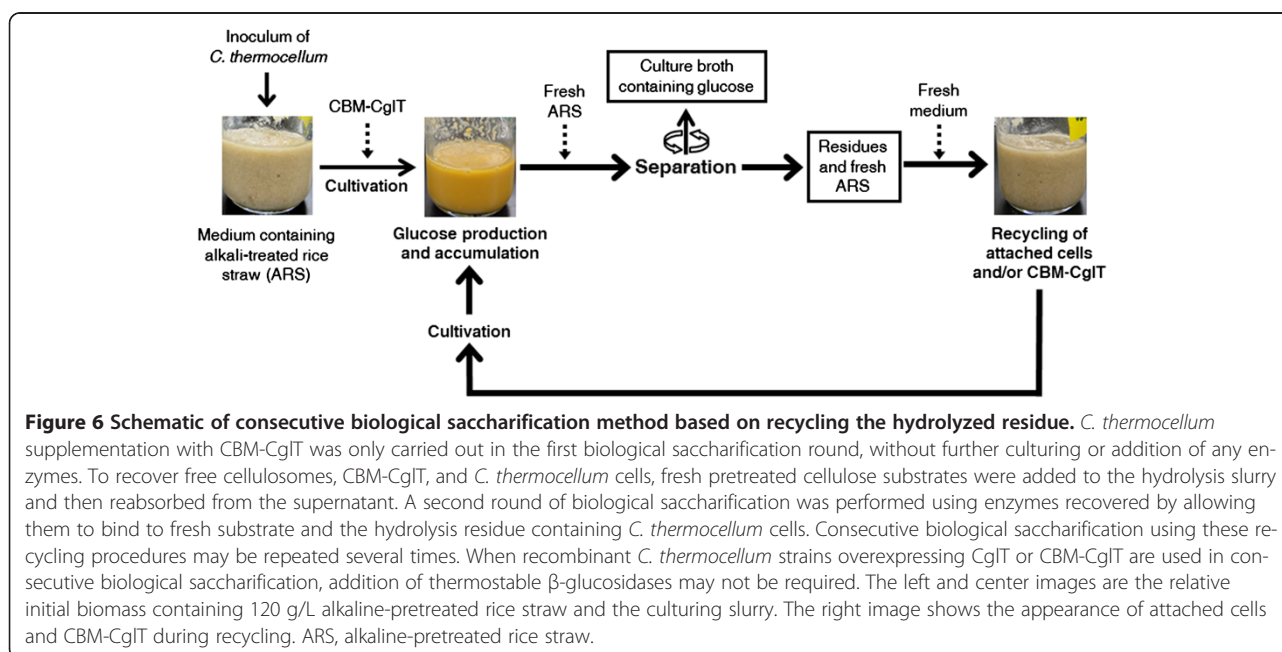 Inoculum of
C. thermocellum
CBM-CglT
Cultivation
Medium containing
alkali-treated rice
straw (ARS)
Glucose production
and accumulation
Fresh
ARS
Culture broth
containing glucose
Separation
Residues
and fresh
ARS
Fresh
medium
Recycling of
attached cells
and/or CBM-CglT
Cultivation
Figure 6 Schematic of consecutive biological saccharification method based on recycling the hydrolyzed residue. C. thermocellum
supplementation with CBM-CglT was only carried out in the first biological saccharification round, without further culturing or addition of any en-
zymes. To recover free cellulosomes, CBM-CglT, and C. thermocellum cells, fresh pretreated cellulose substrates were added to the hydrolysis slurry
and then reabsorbed from the supernatant. A second round of biological saccharification was performed using enzymes recovered by allowing
them to bind to fresh substrate and the hydrolysis residue containing C. thermocellum cells. Consecutive biological saccharification using these re-
cycling procedures may be repeated several times. When recombinant C. thermocellum strains overexpressing CglT or CBM-CglT are used in con-
secutive biological saccharification, addition of thermostable β-glucosidases may not be required. The left and center images are the relative
initial biomass containing 120 g/L alkaline-pretreated rice straw and the culturing slurry. The right image shows the appearance of attached cells
and CBM-CglT during recycling. ARS, alkaline-pretreated rice straw.